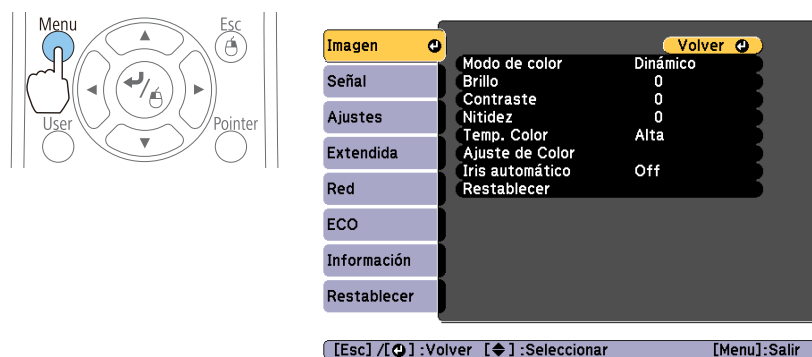 Menu
Esc
User
Pointer
Imagen
Señal
Ajustes
Extendida
Red
ECO
Información
Restablecer
Volver
Modo de color Dinámico
Brillo 0
Contraste 0
Nitidez 0
Temp. Color Alta
Ajuste de Color
Iris automático Off
Restablecer
[Esc] /[⏎] :Volver [◆] :Seleccionar [Menu]:Salir